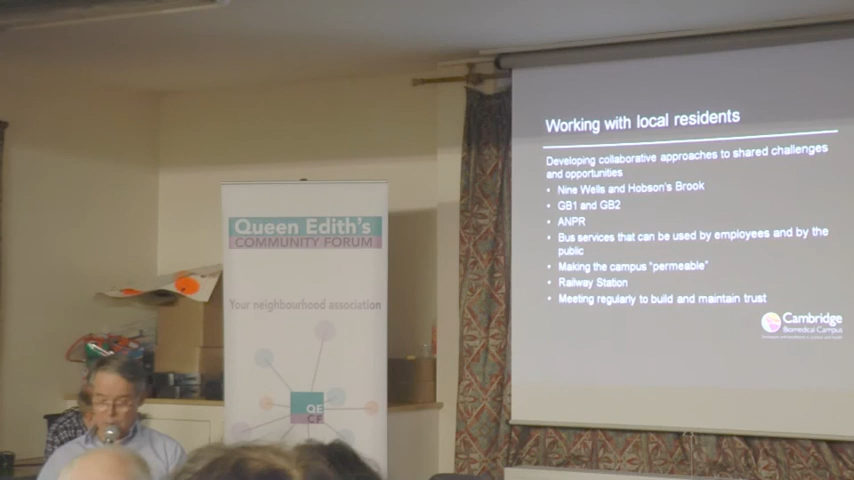 Queen Edith's
COMMUNITY FORUM
Your neighbourhood association
QE
CF
Working with local residents
Developing collaborative approaches to shared challenges
and opportunities
• Nine Wells and Hobson's Brook
• GB1 and GB2
• ANPR
• Bus services that can be used by employees and by the
public
• Making the campus "permeable"
• Railway Station
• Meeting regularly to build and maintain trust
Cambridge
Biomedical Campus